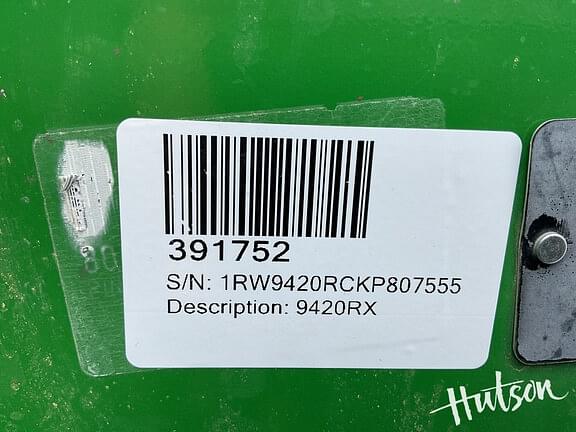 391752
S/N: 1RW9420RCKP807555
Description: 9420RX
Hutson